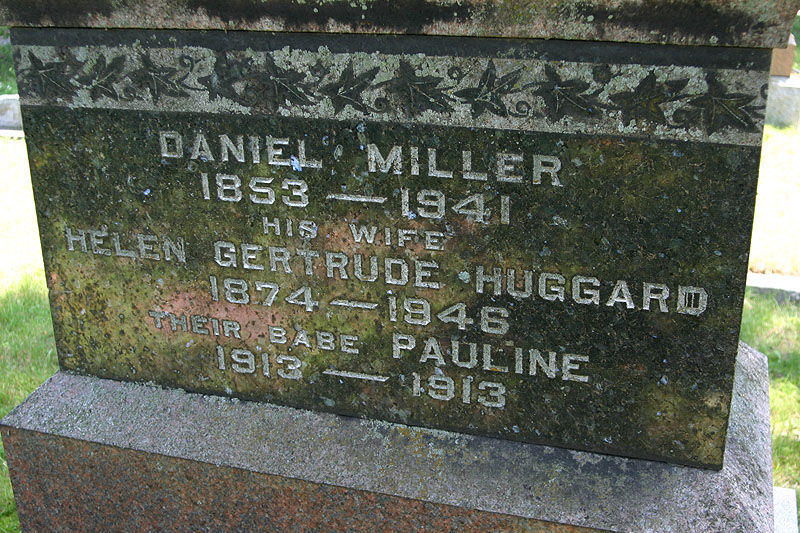 DANIEL MILLER
1853 — 1941
HIS WIFE
HELEN GERTRUDE HUGGARD
1874 — 1946
THEIR BABE PAULINE
1913 — 1913